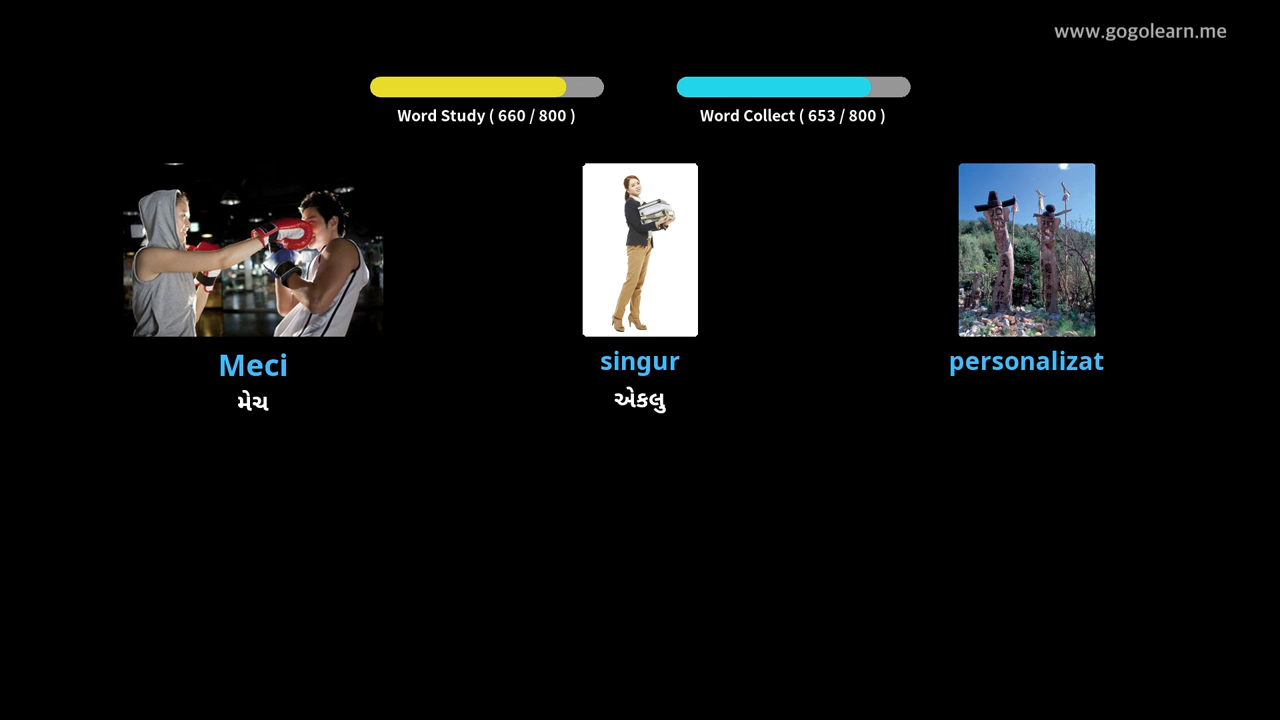 www.gogolearn.me
Word Study ( 660 / 800 )
Word Collect ( 653 / 800 )
Meci
singur
personalizat
મેચ
એકલુ